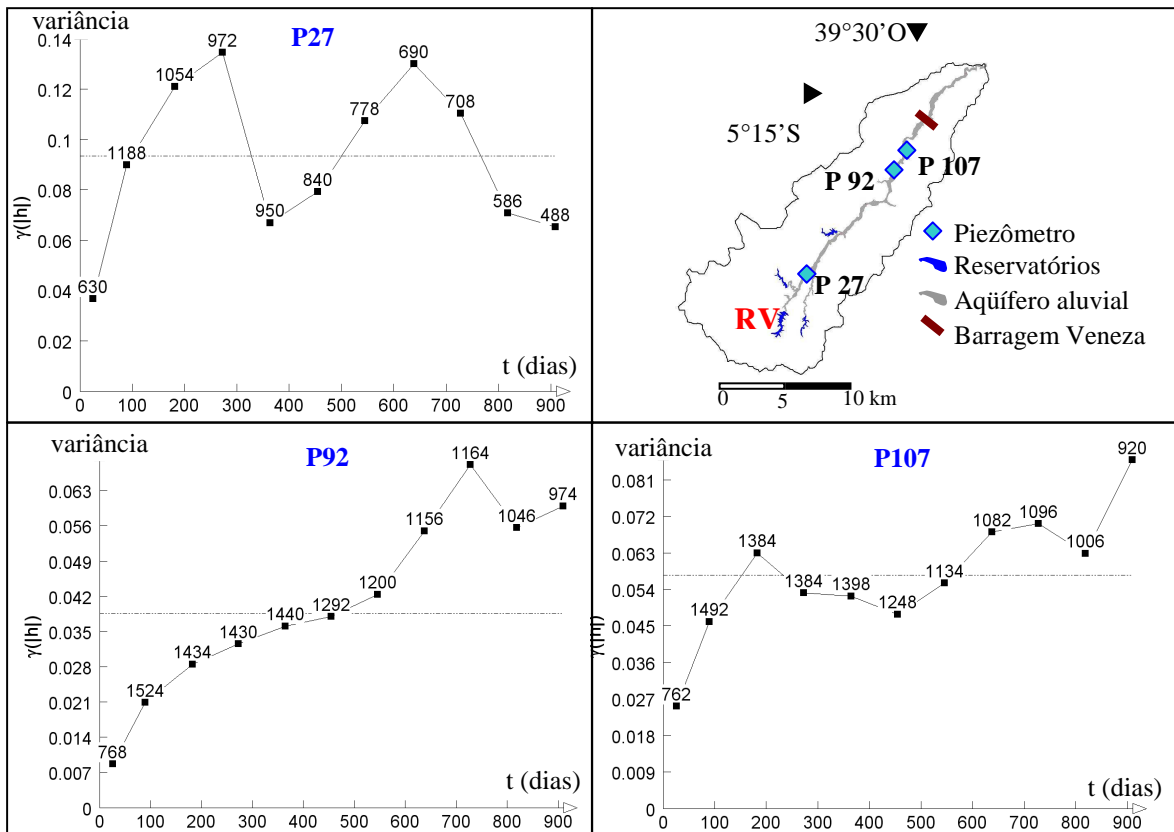 variância
P27
0.14
0.12
0.1
0.08
0.06
0.04
0.02
0
γ(|h|)
630
1188
1054
972
950
840
778
690
708
586
488
t (dias)
0 100 200 300 400 500 600 700 800 900
39°30’O
5°15’S
P 92
P 107
P 27
RV
Piezômetro
Reservatórios
Aqüífero aluvial
Barragem Veneza
0 5 10 km
variância
P92
0.063
0.056
0.049
0.042
0.035
0.028
0.021
0.014
0.007
0
γ(|h|)
768
1524
1434
1430
1440
1292
1200
1156
1164
1046
974
t (dias)
0 100 200 300 400 500 600 700 800 900
variância
P107
0.081
0.072
0.063
0.054
0.045
0.036
0.027
0.018
0.009
0
γ(|h|)
762
1492
1384
1384
1398
1248
1134
1082
1096
1006
920
t (dias)
0 100 200 300 400 500 600 700 800 900